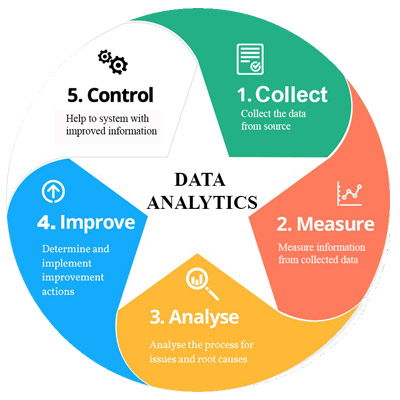 DATA
ANALYTICS
1. Collect
Collect the data
from source
2. Measure
Measure information
from collected data
3. Analyse
Analyse the process for
issues and root causes
4. Improve
Determine and
implement
improvement
actions
5. Control
Help to system with
improved information